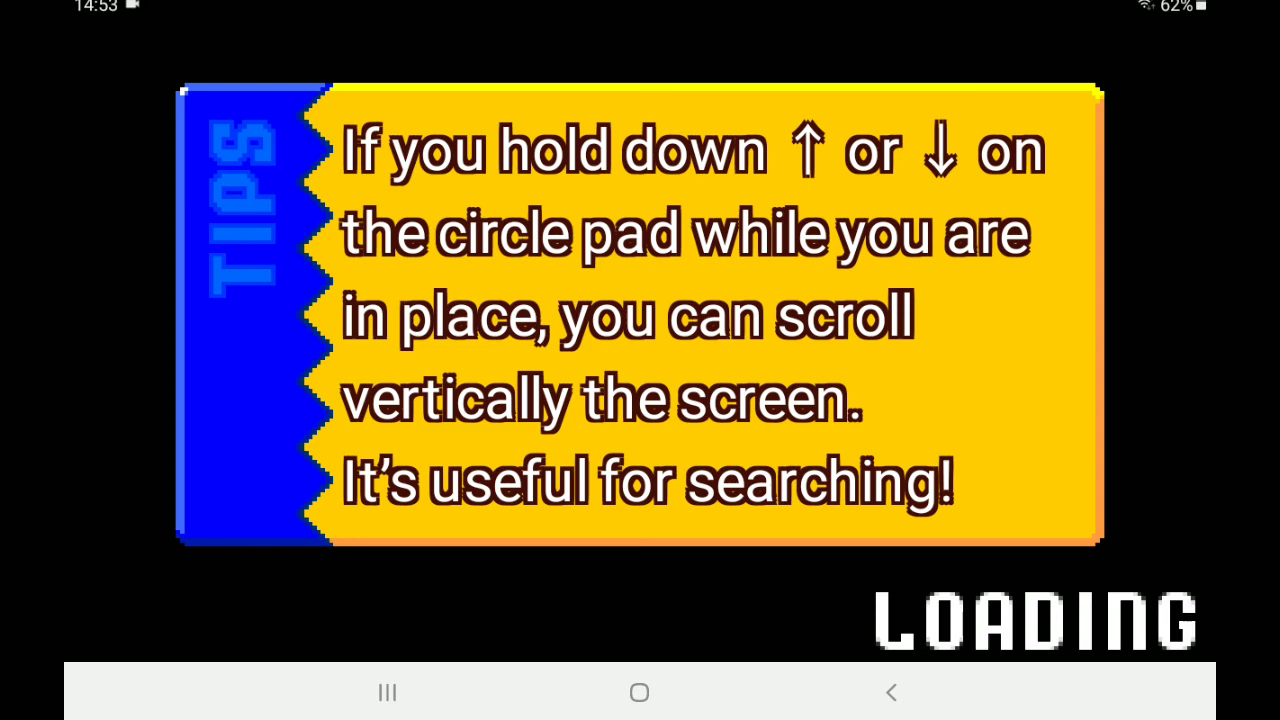 14:53 62%
TIPS
If you hold down ↑ or ↓ on
the circle pad while you are
in place, you can scroll
vertically the screen.
It’s useful for searching!
LOADING